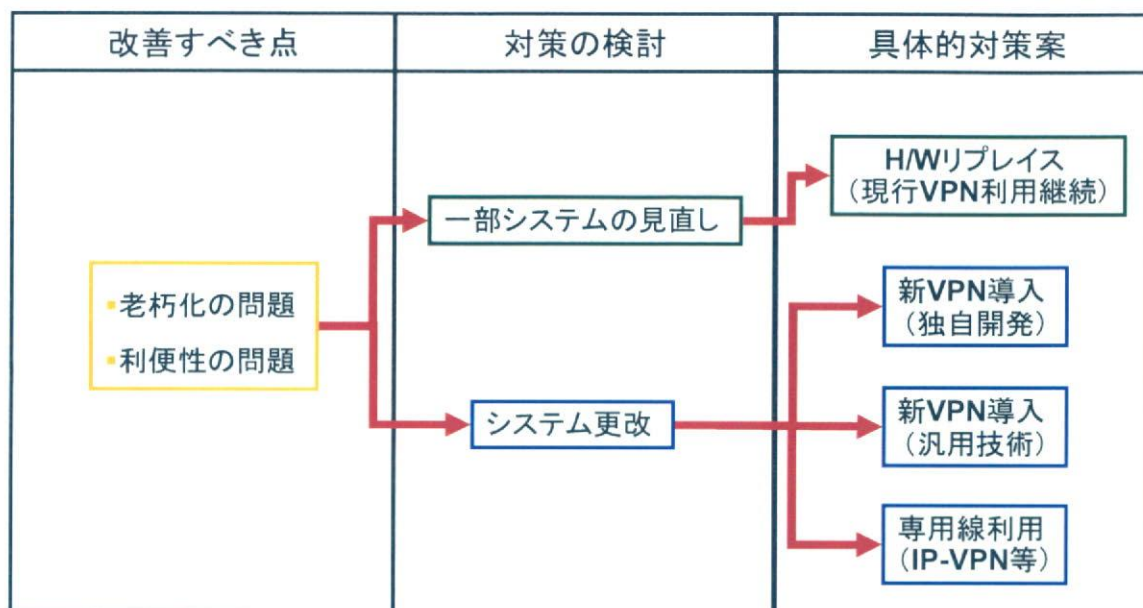 改善すべき点
対策の検討
具体的対策案
▪老朽化の問題
▪利便性の問題
一部システムの見直し
システム更改
H/Wリプレイス
（現行VPN利用継続）
新VPN導入
（独自開発）
新VPN導入
（汎用技術）
専用線利用
（IP-VPN等）